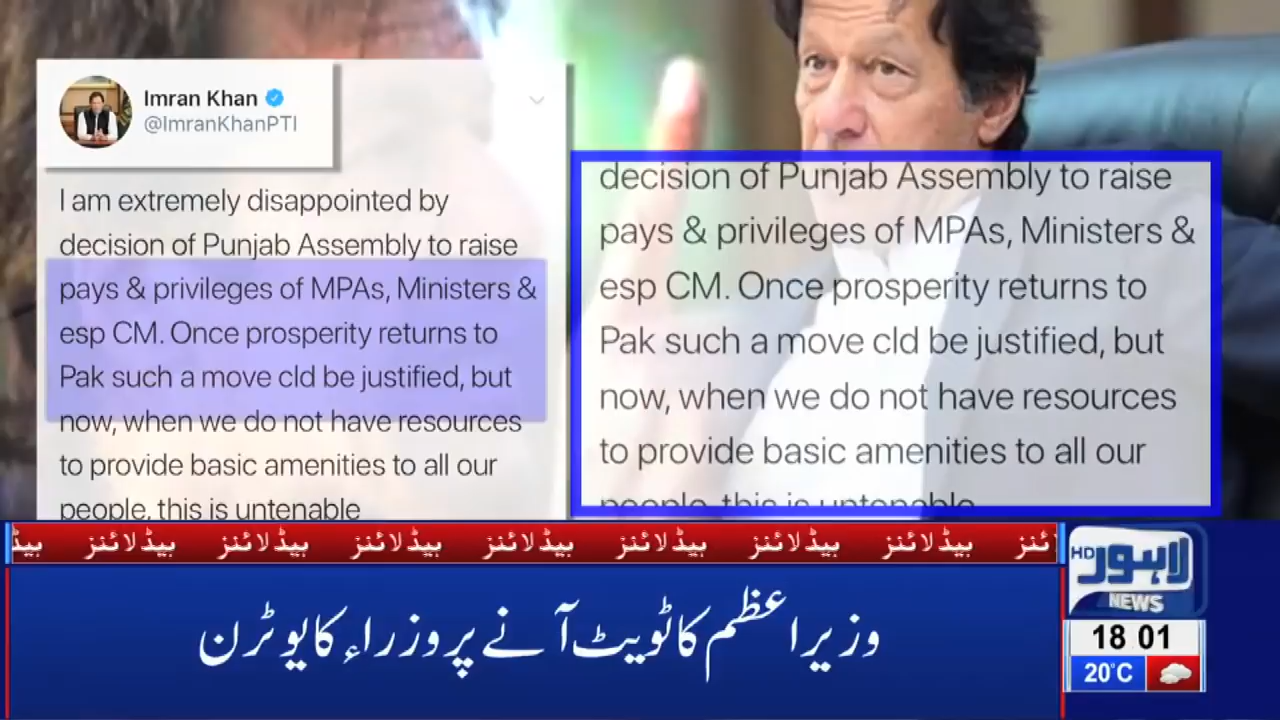 Imran Khan
@ImranKhanPTI
I am extremely disappointed by
decision of Punjab Assembly to raise
pays & privileges of MPAs, Ministers &
esp CM. Once prosperity returns to
Pak such a move cld be justified, but
now, when we do not have resources
to provide basic amenities to all our
people, this is untenable
decision of Punjab Assembly to raise
pays & privileges of MPAs, Ministers &
esp CM. Once prosperity returns to
Pak such a move cld be justified, but
now, when we do not have resources
to provide basic amenities to all our
people, this is untenable
ہیڈلائنز ہیڈلائنز ہیڈلائنز ہیڈلائنز ہیڈلائنز ہیڈلائنز ہیڈلائنز
وزیراعظم کا ٹویٹ آنے پر وزراء کا یوٹرن
HD لاہور
NEWS
18 01
20°C